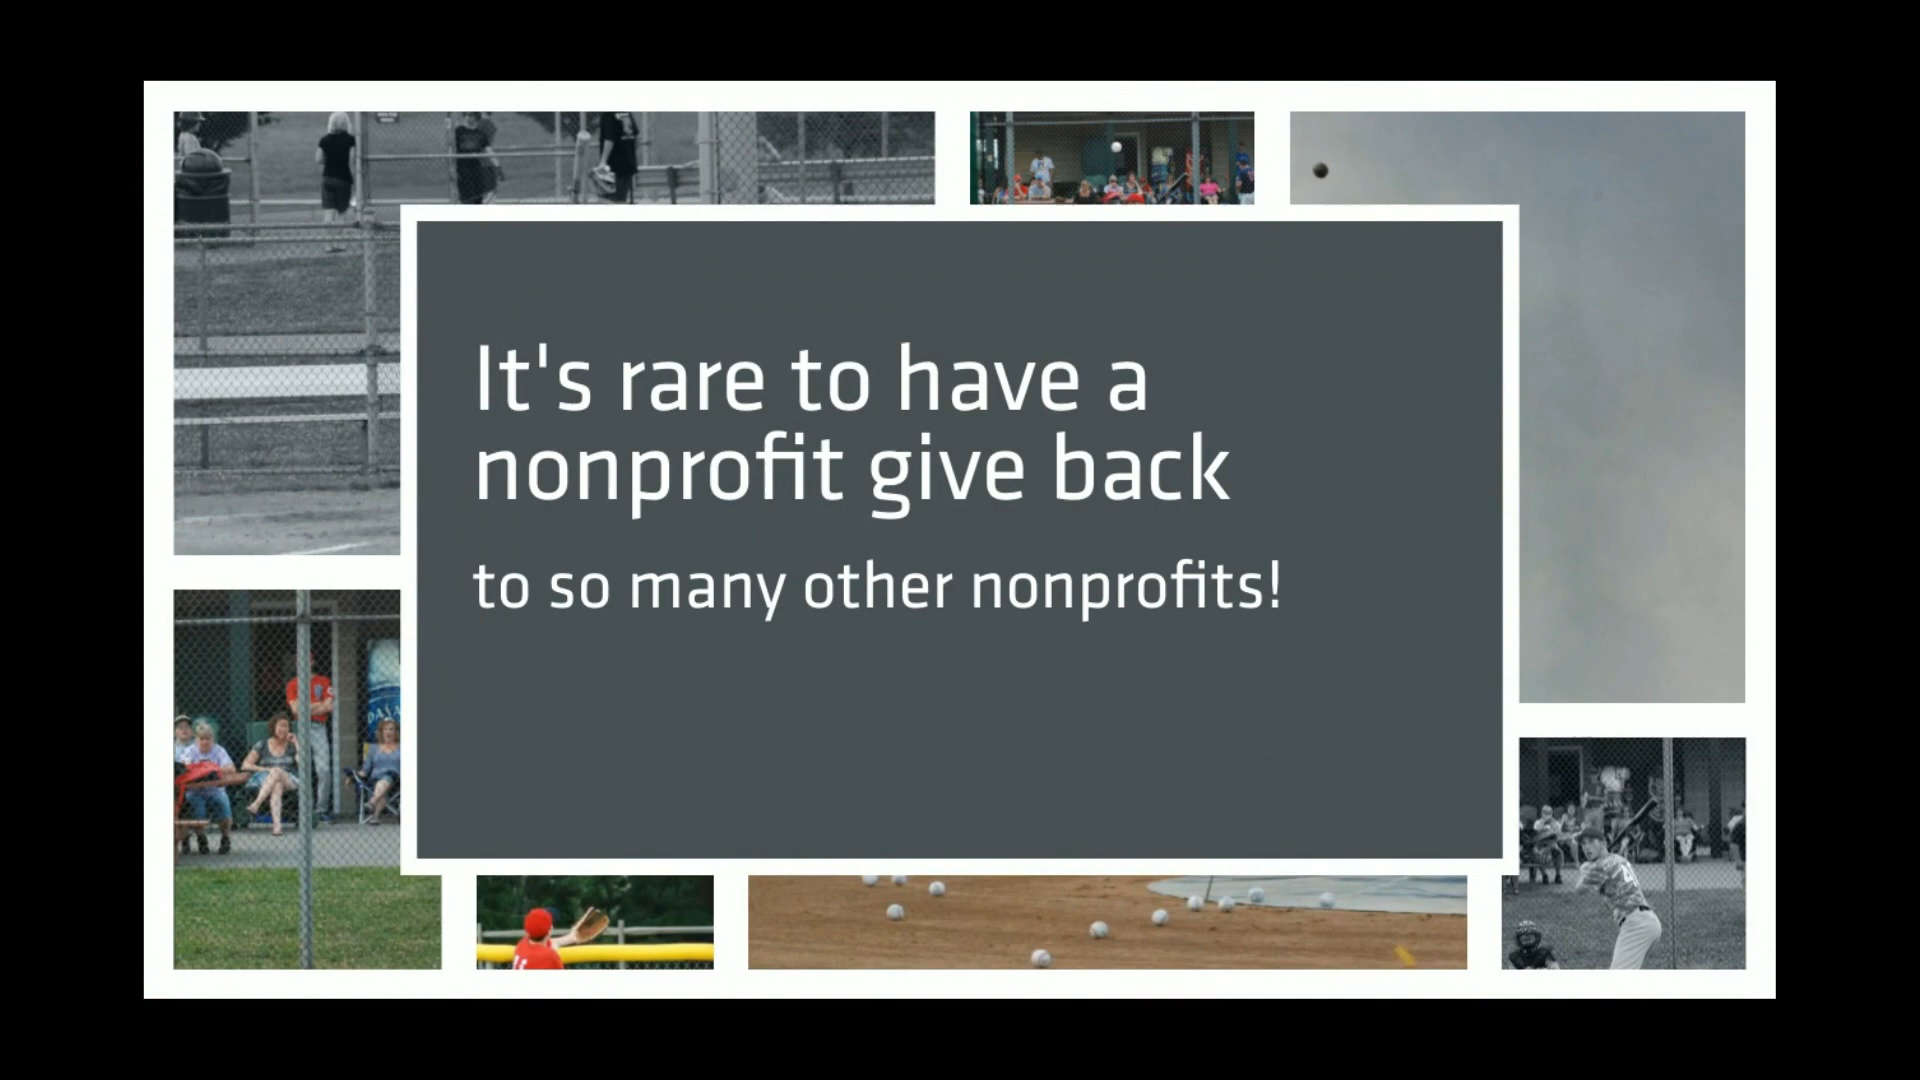 It's rare to have a
nonprofit give back
to so many other nonprofits!